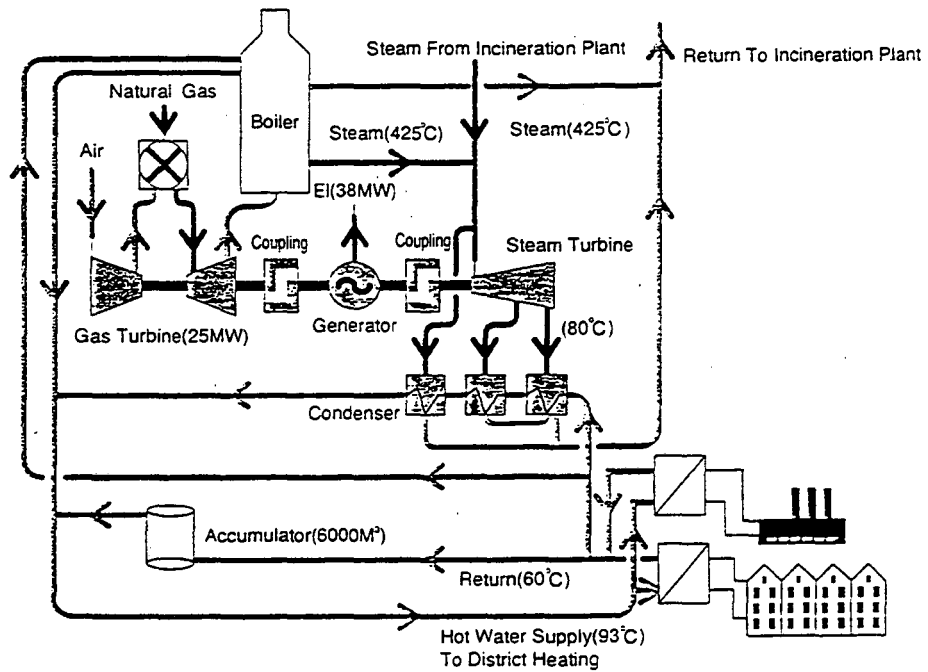 Steam From Incineration Plant
Return To Incineration Plant
Natural Gas
Boiler
Air
Steam(425°C)
Steam(425°C)
El(38MW)
Coupling
Coupling
Steam Turbine
Generator
Gas Turbine(25MW)
(80°C)
Condenser
Accumulator(6000M³)
Return(60°C)
Hot Water Supply(93°C)
To District Heating